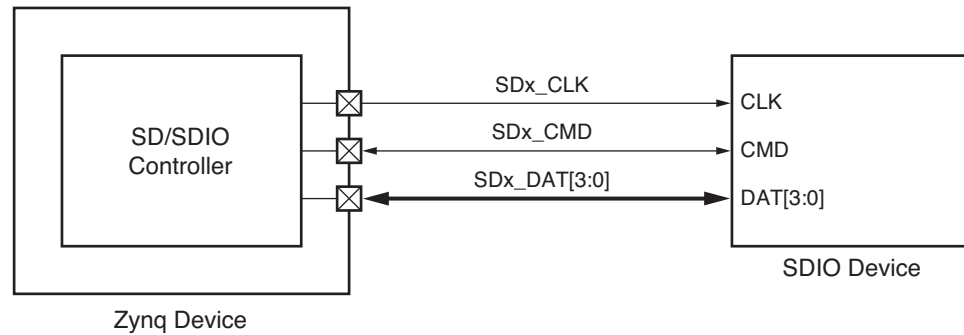 SDx_CLK
CLK
SD/SDIO
Controller
SDx_CMD
CMD
SDx_DAT[3:0]
DAT[3:0]
SDIO Device
Zynq Device